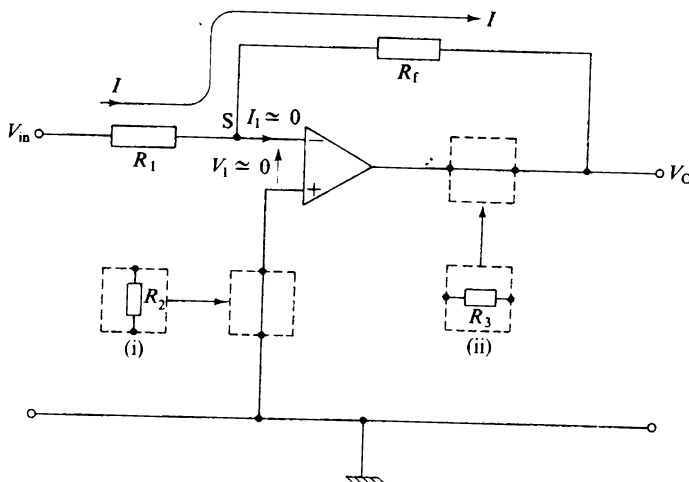 I
R_f
I
S I_1 ≃ 0
V_in
R_1
V_1 ≃ 0
−
+
V_O
R_2
(i)
R_3
(ii)